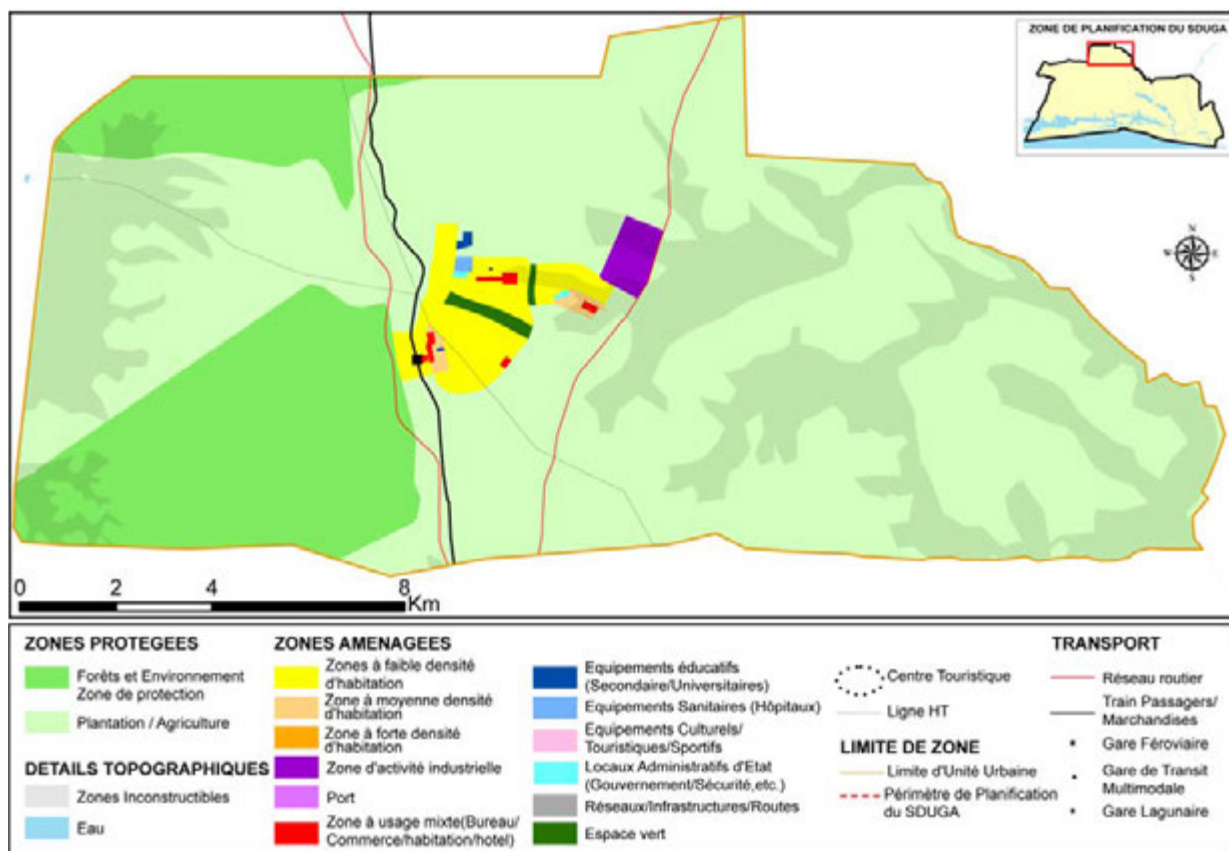 ZONE DE PLANIFICATION DU SDUGA
N
W
E
S
0
2
4
8
Km
ZONES PROTEGEES
Forêts et Environnement
Zone de protection
Plantation / Agriculture
DETAILS TOPOGRAPHIQUES
Zones Inconstructibles
Eau
ZONES AMENAGEES
Zones à faible densité
d'habitation
Zone à moyenne densité
d'habitation
Zone à forte densité
d'habitation
Zone d'activité industrielle
Port
Zone à usage mixte(Bureau/
Commerce/habitation/hotel)
Equipements éducatifs
(Secondaire/Universitaires)
Equipements Sanitaires (Hôpitaux)
Equipements Culturels/
Touristiques/Sportifs
Locaux Administratifs d'Etat
(Gouvernement/Sécurité,etc.)
Réseaux/Infrastructures/Routes
Espace vert
Centre Touristique
Ligne HT
LIMITE DE ZONE
Limite d'Unité Urbaine
Périmètre de Planification
du SDUGA
TRANSPORT
Réseau routier
Train Passagers/
Marchandises
Gare Féroviaire
Gare de Transit
Multimodale
Gare Lagunaire